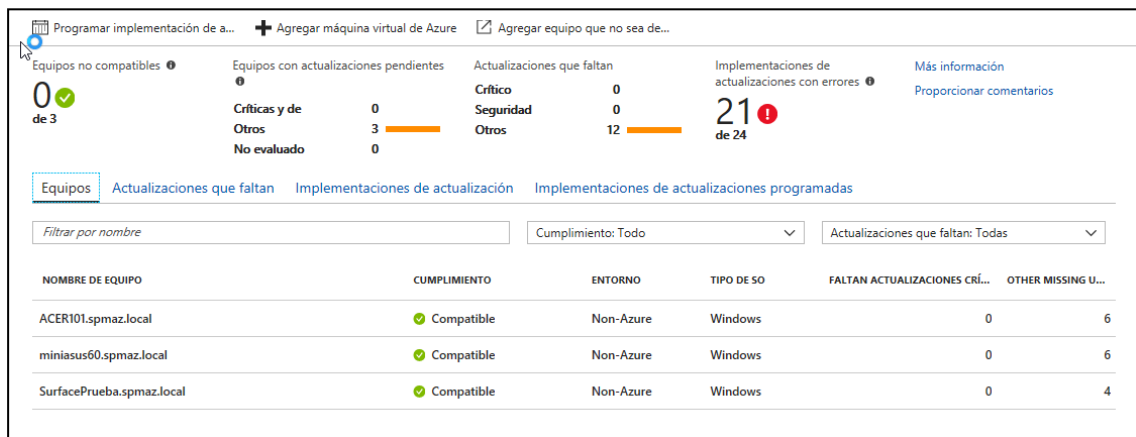 Programar implementación de a... Agregar máquina virtual de Azure Agregar equipo que no sea de...
Equipos no compatibles
0
de 3
Equipos con actualizaciones pendientes
Críticas y de 0
Otros 3
No evaluado 0
Actualizaciones que faltan
Crítico 0
Seguridad 0
Otros 12
Implementaciones de
actualizaciones con errores
21
de 24
Más información
Proporcionar comentarios
Equipos Actualizaciones que faltan Implementaciones de actualización Implementaciones de actualizaciones programadas
Filtrar por nombre Cumplimiento: Todo Actualizaciones que faltan: Todas
NOMBRE DE EQUIPO CUMPLIMIENTO ENTORNO TIPO DE SO FALTAN ACTUALIZACIONES CRÍ... OTHER MISSING U...
ACER101.spmaz.local Compatible Non-Azure Windows 0 6
miniasus60.spmaz.local Compatible Non-Azure Windows 0 6
SurfacePrueba.spmaz.local Compatible Non-Azure Windows 0 4